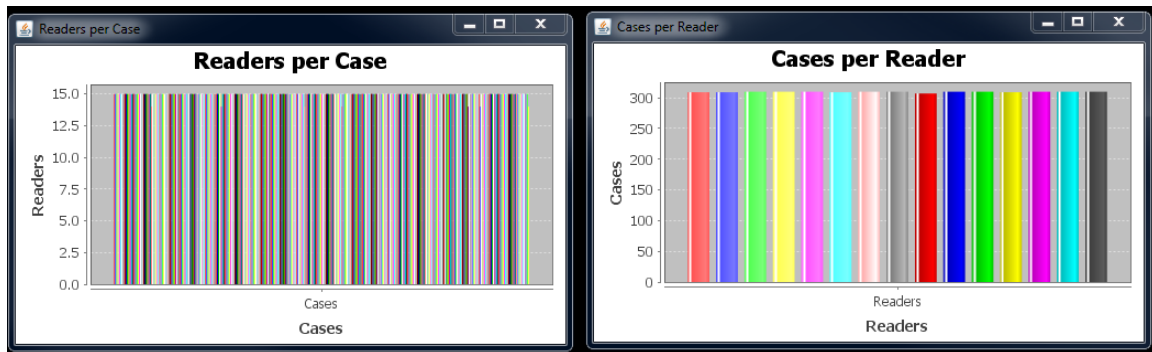 Readers per Case
Readers per Case
15.0
12.5
10.0
7.5
5.0
2.5
0.0
Readers
Cases
Cases
Cases per Reader
Cases per Reader
300
250
200
150
100
50
0
Cases
Readers
Readers